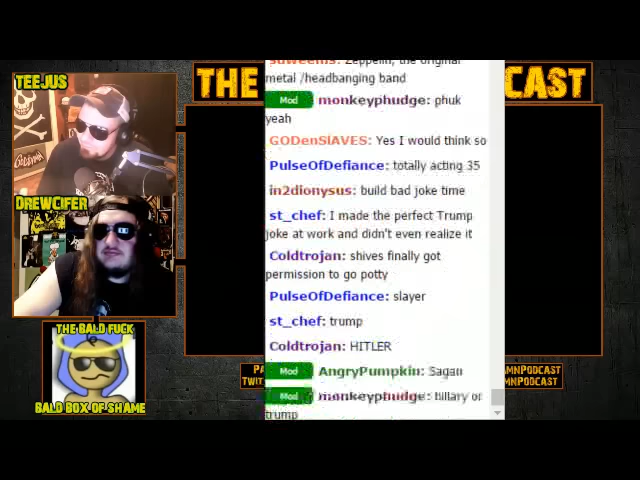 TEEJUS
THE
CAST
metal /headbanging band
Mod monkeyphudge: phuk
yeah
GODenSlAVES: Yes I would think so
PulseOfDefiance: totally acting 35
in2dionysus: build bad joke time
DREWCIFER
st_chef: I made the perfect Trump
joke at work and didn't even realize it
Coldtrojan: shives finally got
permission to go potty
PulseOfDefiance: slayer
st_chef: trump
Coldtrojan: HITLER
THE BALD FUCK
BALD BOX OF SHAME
Mod AngryPumpkin: Sagan
Mod monkeyphudge: hillary or
trump
PA
TWIT
MNPODCAST
MNPODCAST